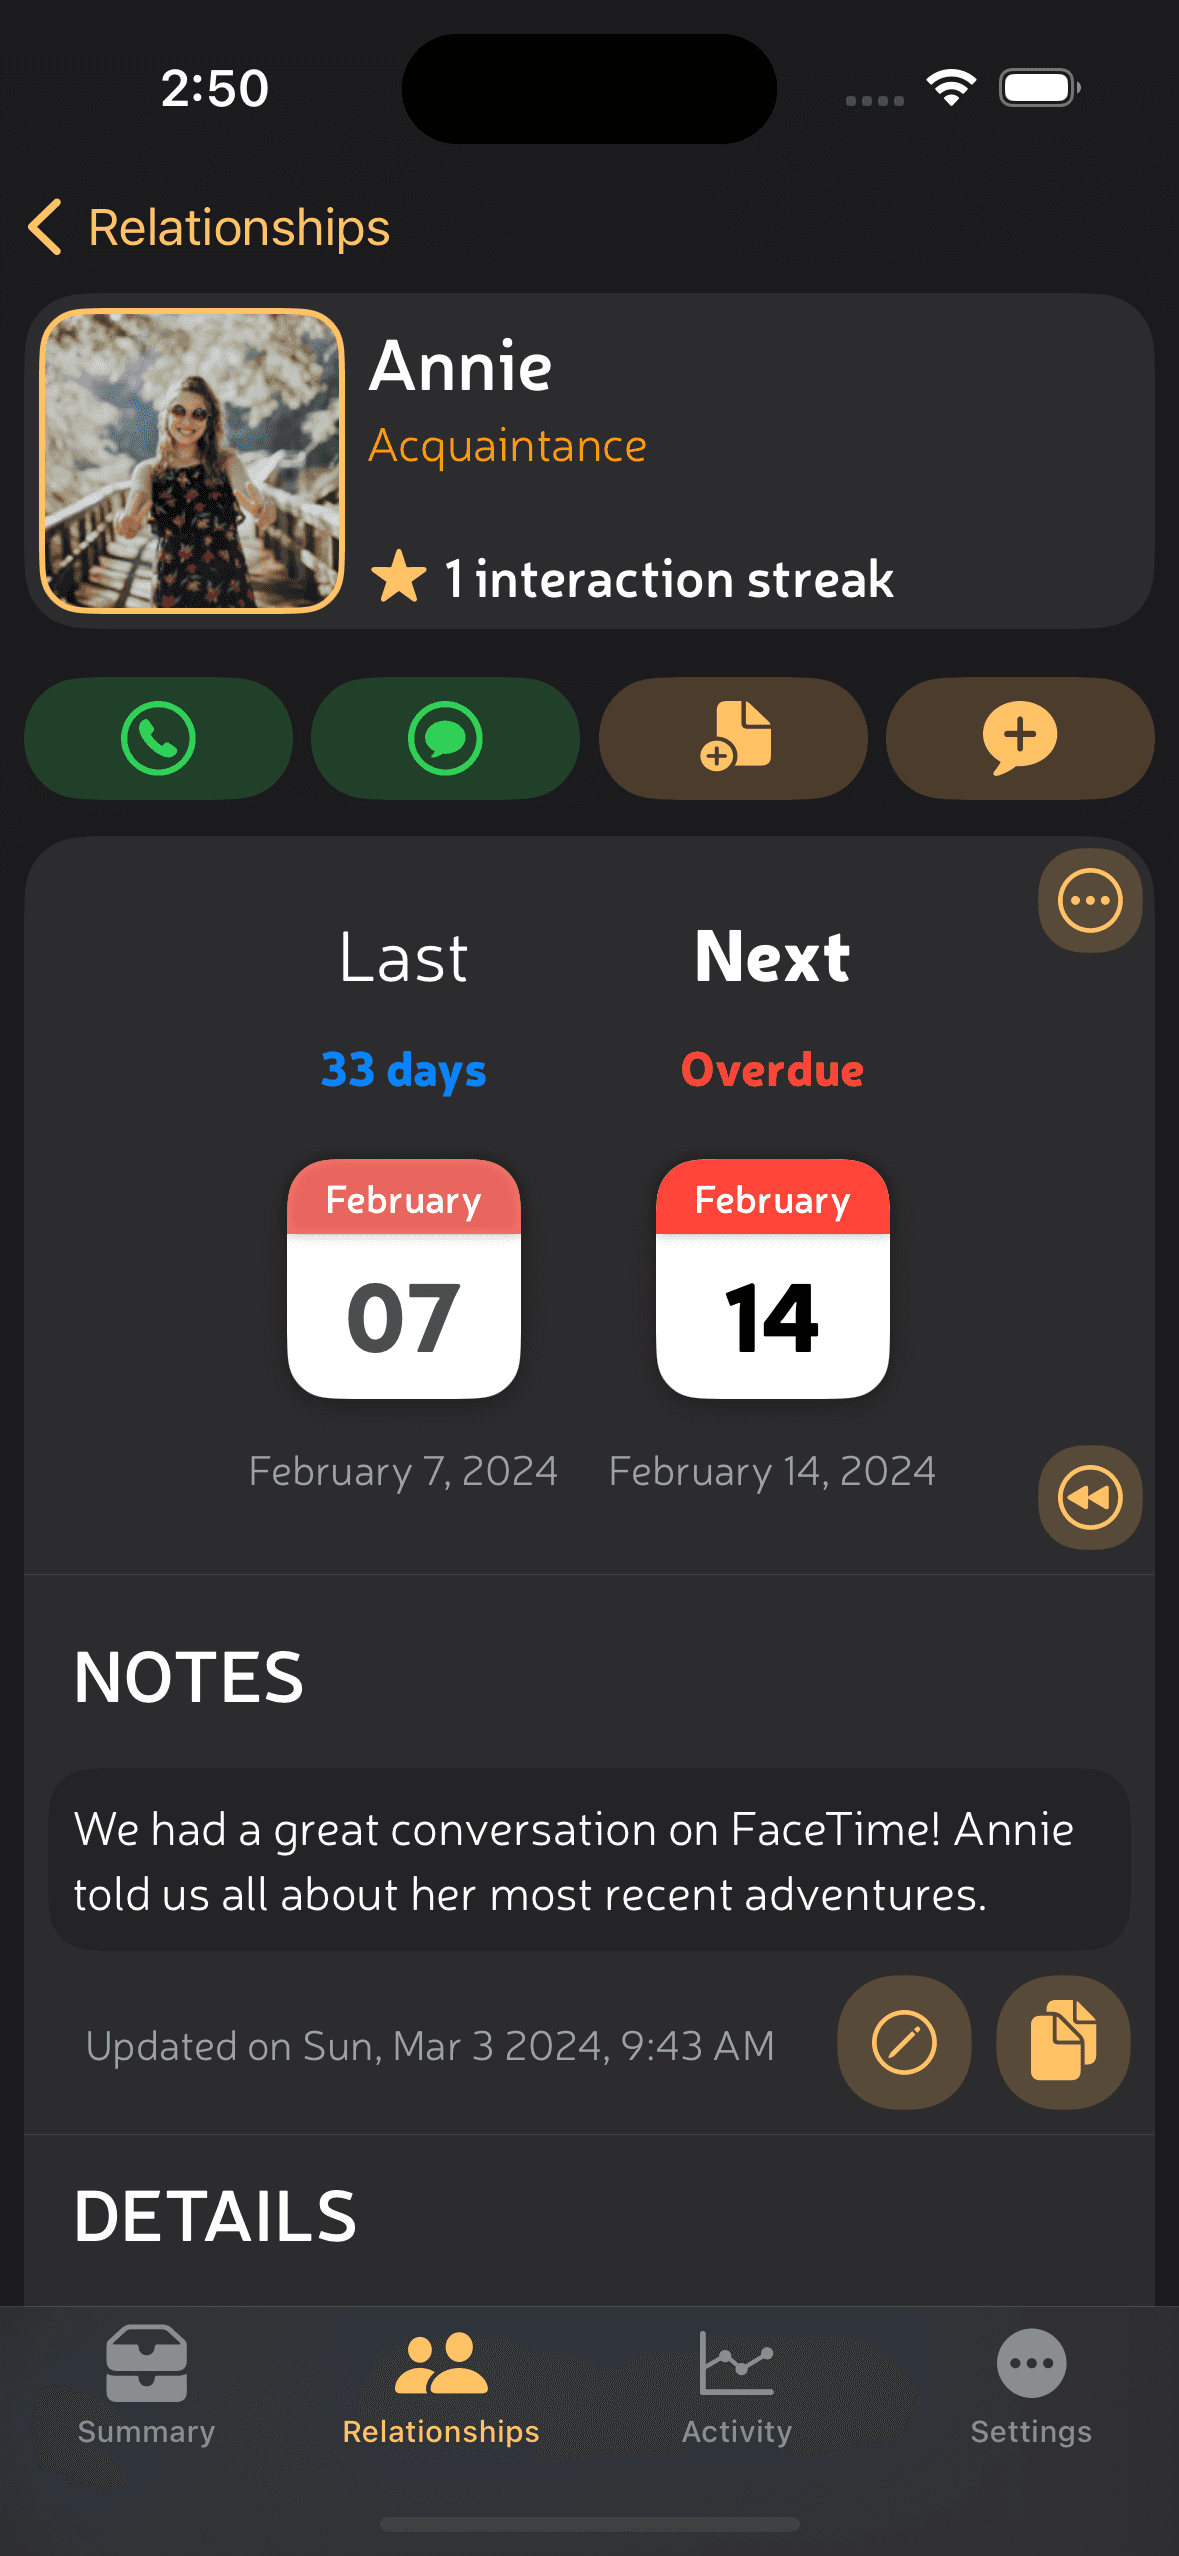 2:50
Relationships
Annie
Acquaintance
1 interaction streak
Last
Next
33 days
Overdue
February
February
07
14
February 7, 2024
February 14, 2024
NOTES
We had a great conversation on FaceTime! Annie
told us all about her most recent adventures.
Updated on Sun, Mar 3 2024, 9:43 AM
DETAILS
Summary
Relationships
Activity
Settings